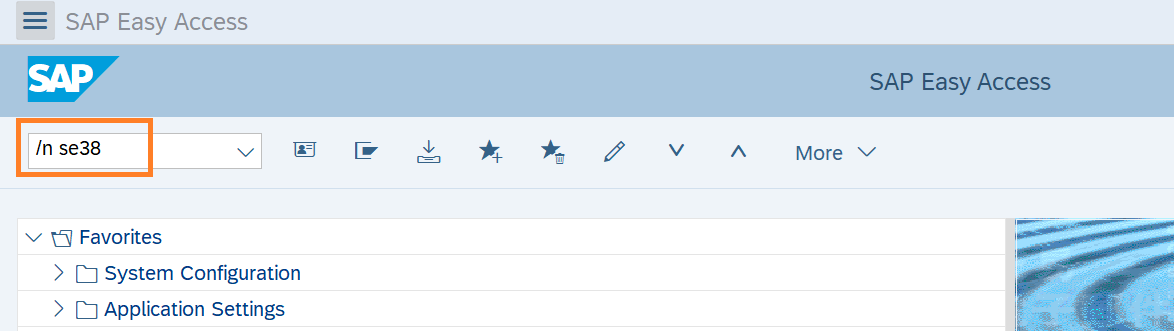 SAP Easy Access
SAP
SAP Easy Access
/n se38
More
Favorites
System Configuration
Application Settings